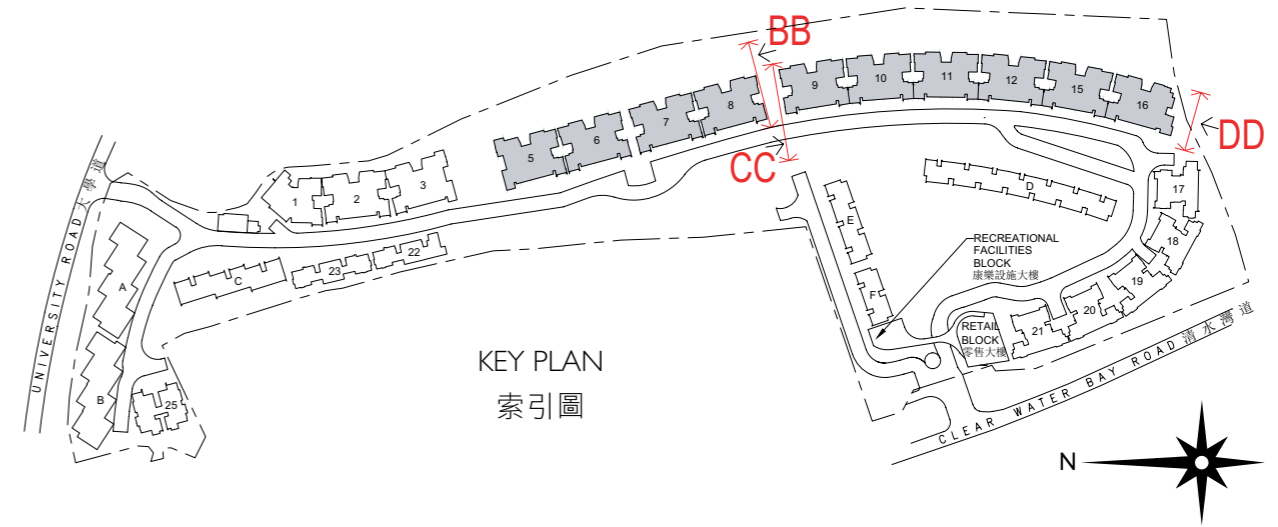 BB
9
10
11
12
15
16
8
7
6
5
DD
CC
3
2
1
17
D
18
E
UNIVERSITY ROAD 大學道
22
23
C
A
RECREATIONAL
FACILITIES
BLOCK
康樂設施大樓
19
F
20
21
RETAIL
BLOCK
零售大樓
B
25
KEY PLAN
索引圖
CLEAR WATER BAY ROAD 清水灣道
N